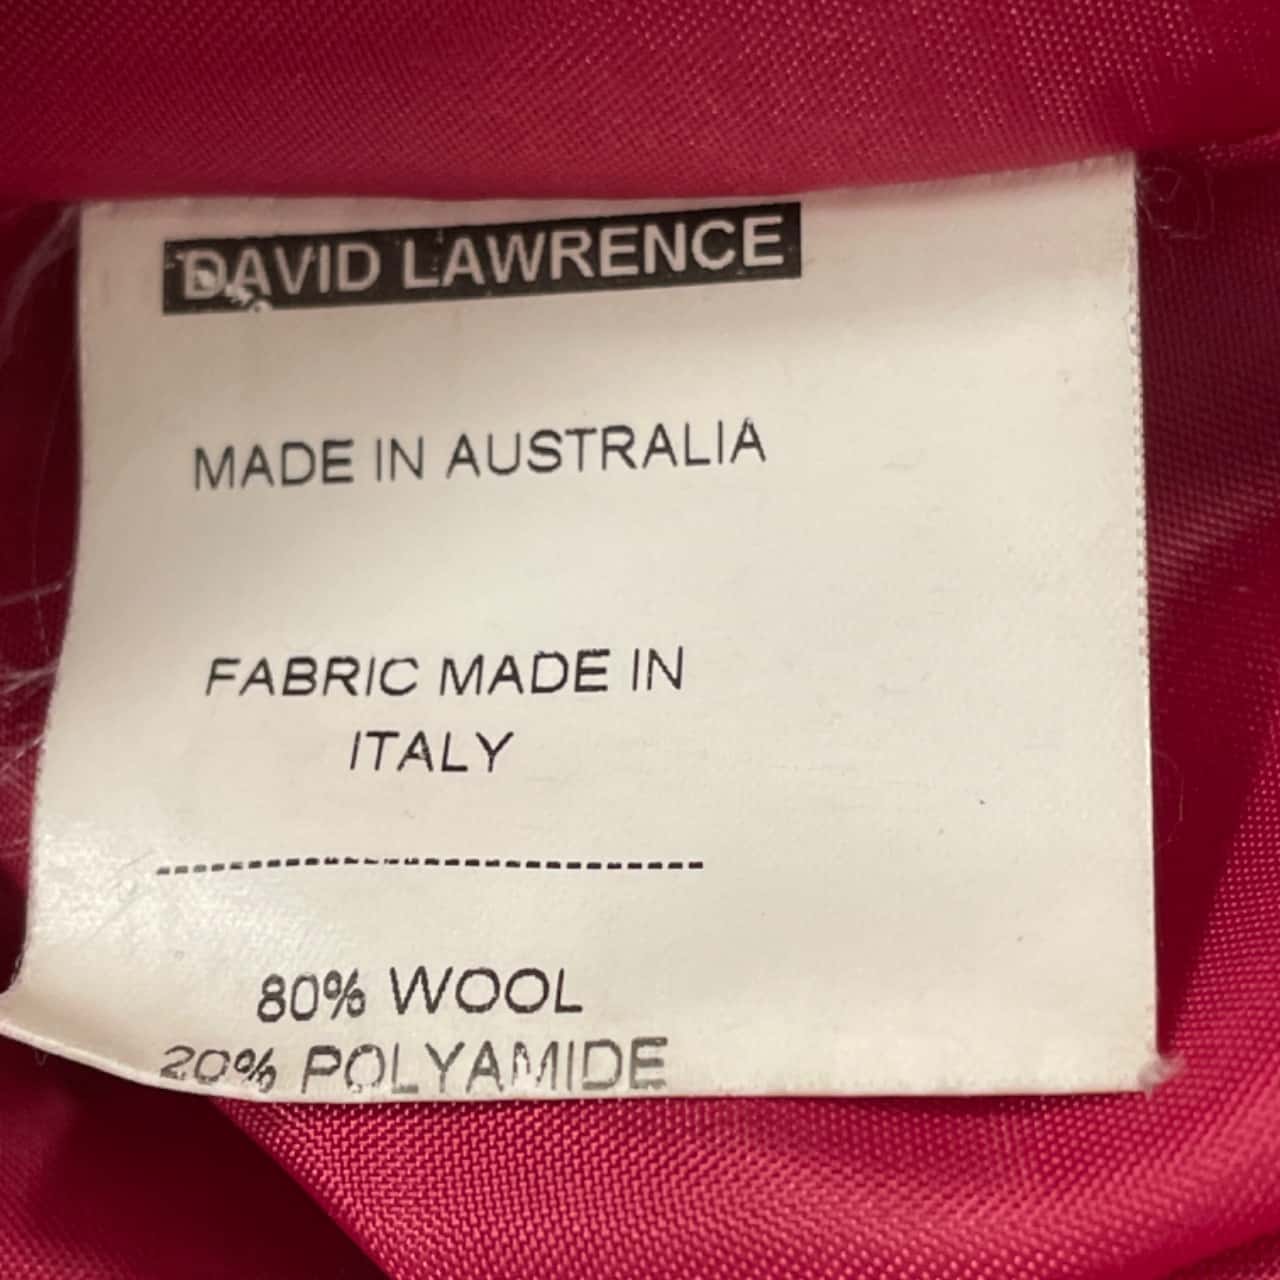 DAVID LAWRENCE
MADE IN AUSTRALIA
FABRIC MADE IN
ITALY
80% WOOL
20% POLYAMIDE